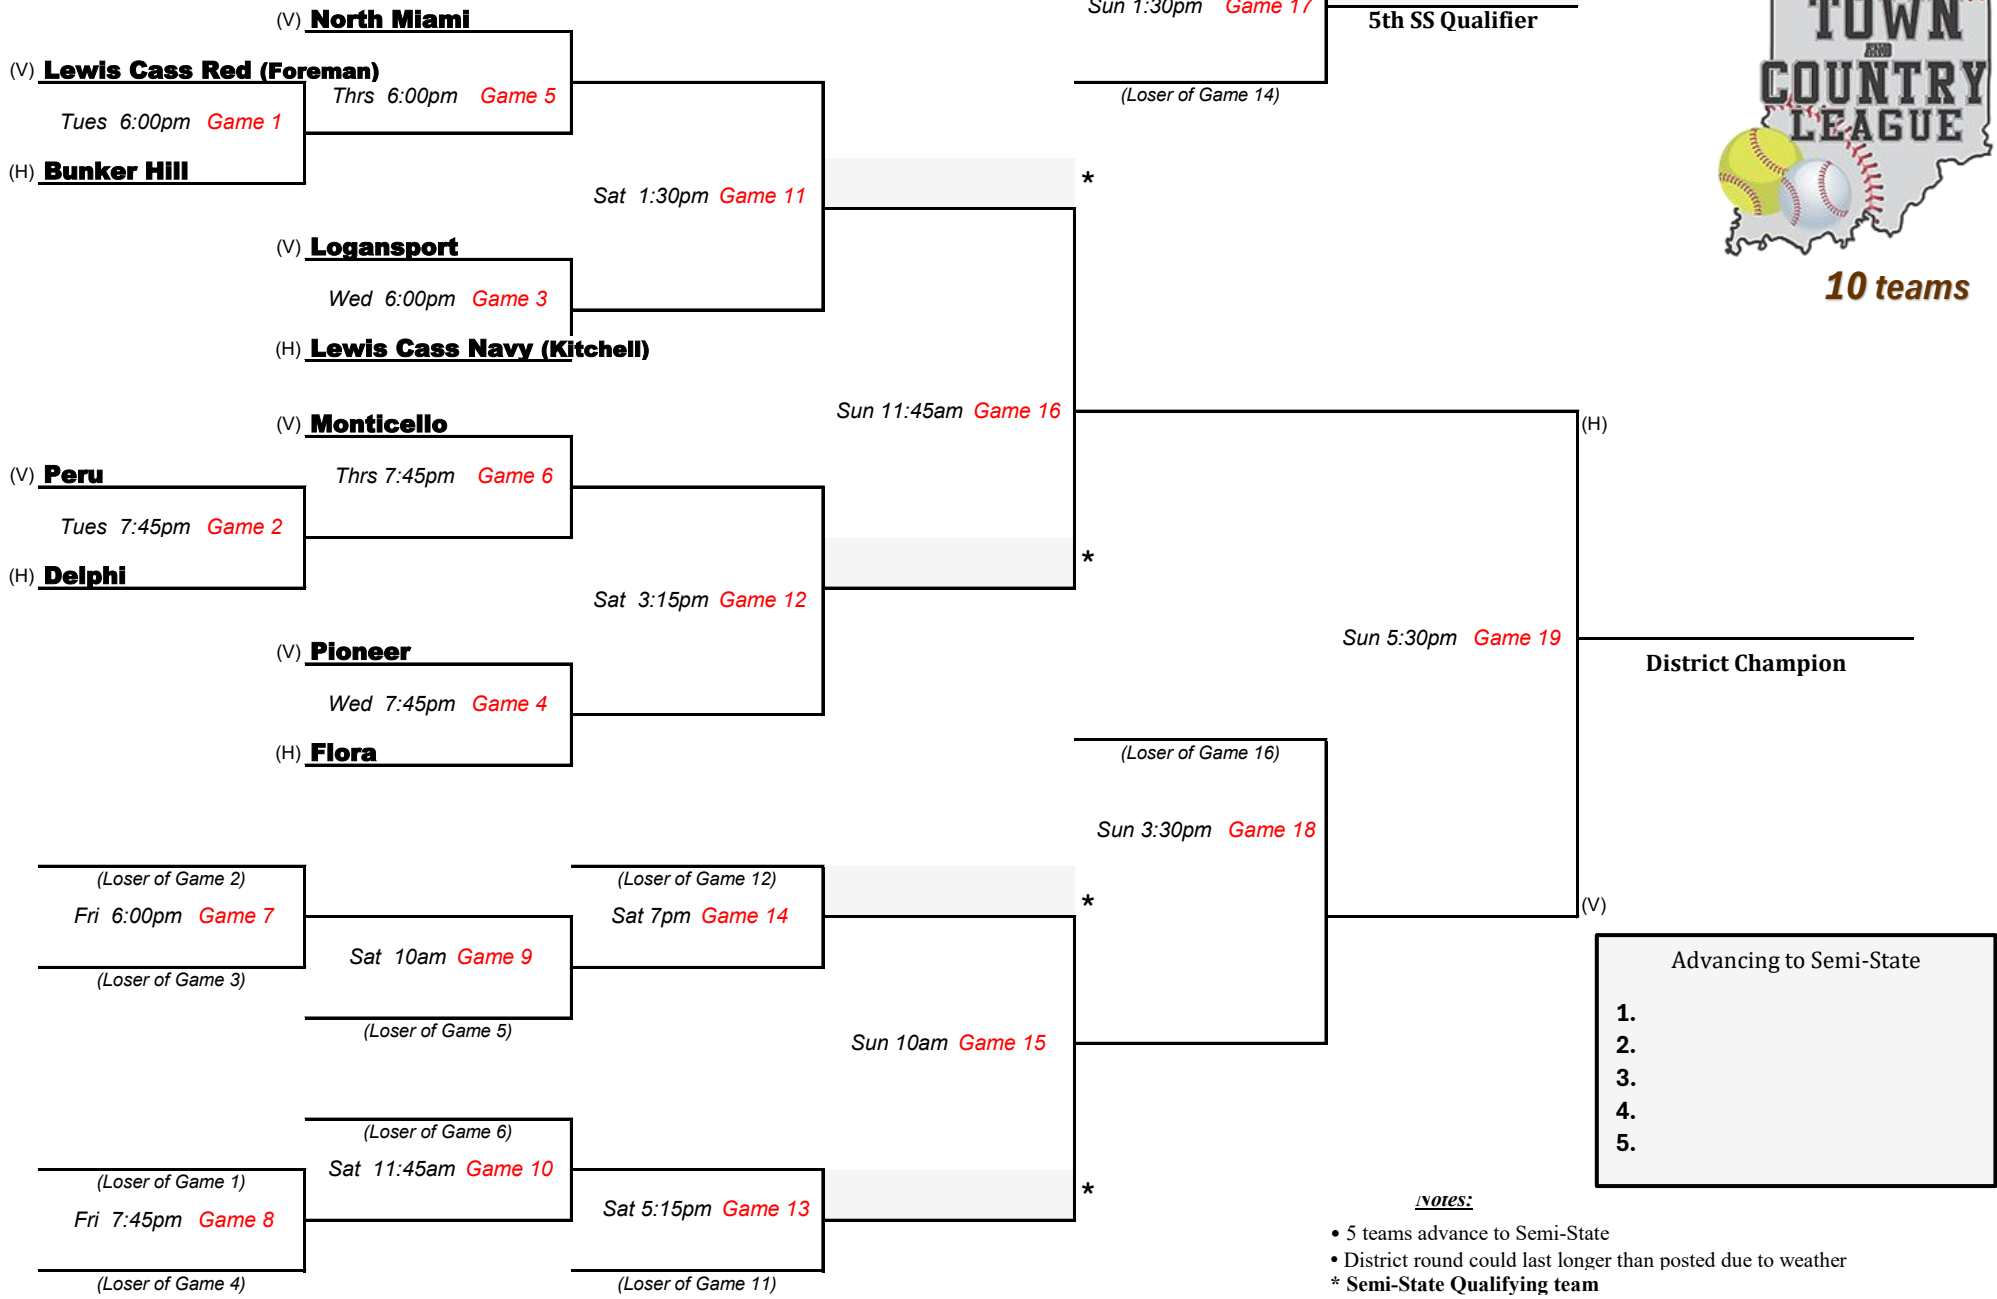 (V) North Miami
Sun 1:30pm Game 17
5th SS Qualifier
TOWN
AND
COUNTRY
LEAGUE
(V) Lewis Cass Red (Foreman)
Thrs 6:00pm Game 5
(Loser of Game 14)
Tues 6:00pm Game 1
(H) Bunker Hill
*
Sat 1:30pm Game 11
(V) Logansport
10 teams
Wed 6:00pm Game 3
(H) Lewis Cass Navy (Kitchell)
Sun 11:45am Game 16
(V) Monticello
(H)
(V) Peru
Thrs 7:45pm Game 6
Tues 7:45pm Game 2
*
(H) Delphi
Sat 3:15pm Game 12
Sun 5:30pm Game 19
(V) Pioneer
District Champion
Wed 7:45pm Game 4
(H) Flora
(Loser of Game 16)
Sun 3:30pm Game 18
(Loser of Game 2)
(Loser of Game 12)
*
(V)
Fri 6:00pm Game 7
Sat 7pm Game 14
Sat 10am Game 9
Advancing to Semi-State
(Loser of Game 3)
1.
(Loser of Game 5)
Sun 10am Game 15
2.
3.
4.
(Loser of Game 6)
5.
Sat 11:45am Game 10
(Loser of Game 1)
*
Notes:
Fri 7:45pm Game 8
Sat 5:15pm Game 13
• 5 teams advance to Semi-State
• District round could last longer than posted due to weather
(Loser of Game 4)
(Loser of Game 11)
* Semi-State Qualifying team